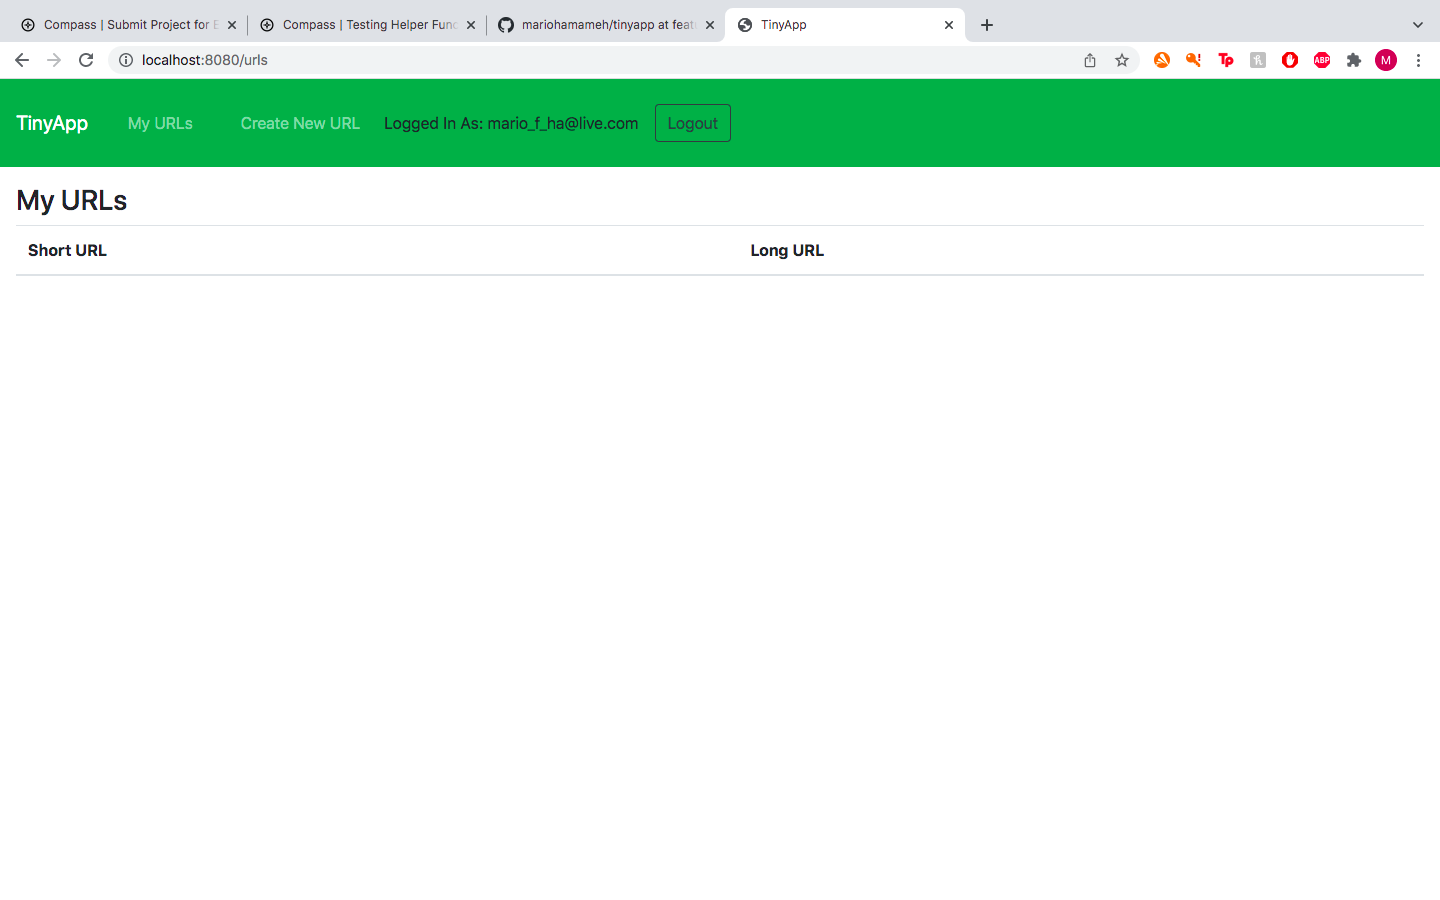 Compass | Submit Project for E
Compass | Testing Helper Func
mariohamameh/tinyapp at feat
TinyApp
localhost:8080/urls
ABP
M
TinyApp My URLs Create New URL Logged In As: mario_f_ha@live.com Logout
My URLs
Short URL Long URL